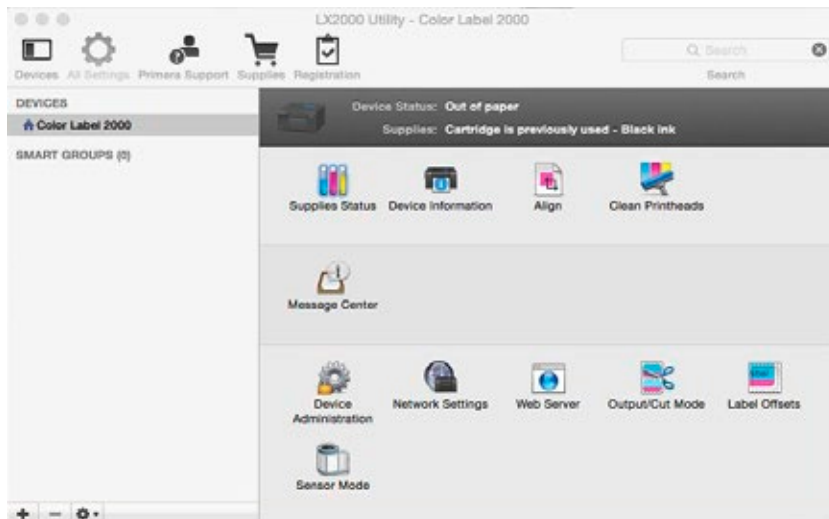 LX2000 Utility - Color Label 2000
Devices All Settings Primera Support Supplies Registration
Search
Search
DEVICES
Color Label 2000
SMART GROUPS (0)
Device Status: Out of paper
Supplies: Cartridge is previously used - Black ink
Supplies Status Device Information Align Clean Printheads
Message Center
Device Administration Network Settings Web Server Output/Cut Mode Label Offsets
Sensor Mode